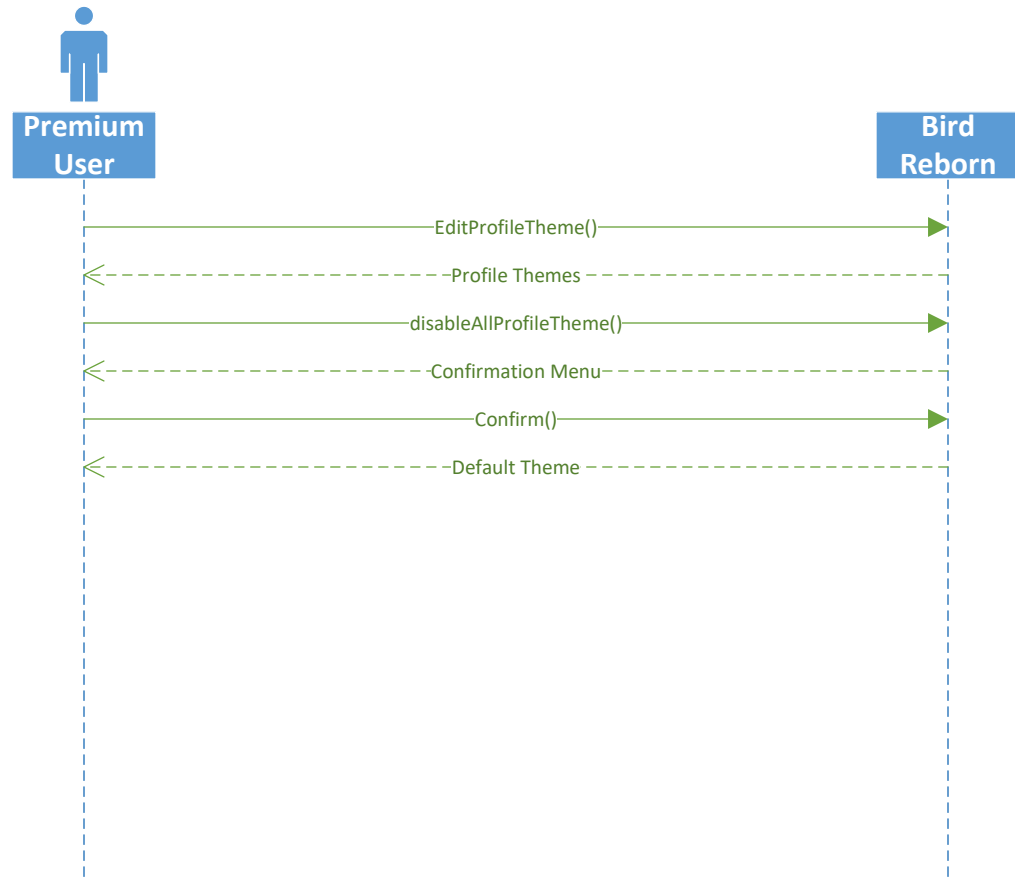 Premium
User
Bird
Reborn
EditProfileTheme()
Profile Themes
disableAllProfileTheme()
Confirmation Menu
Confirm()
Default Theme